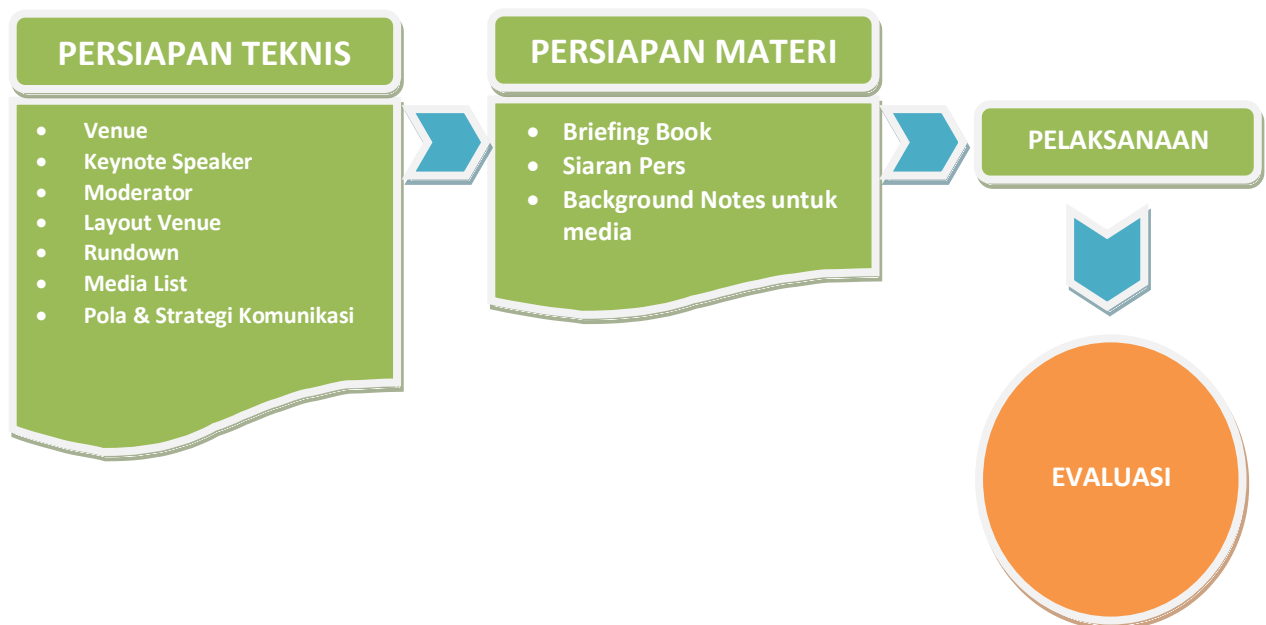 PERSIAPAN TEKNIS
• Venue
• Keynote Speaker
• Moderator
• Layout Venue
• Rundown
• Media List
• Pola & Strategi Komunikasi
PERSIAPAN MATERI
• Briefing Book
• Siaran Pers
• Background Notes untuk
media
PELAKSANAAN
EVALUASI